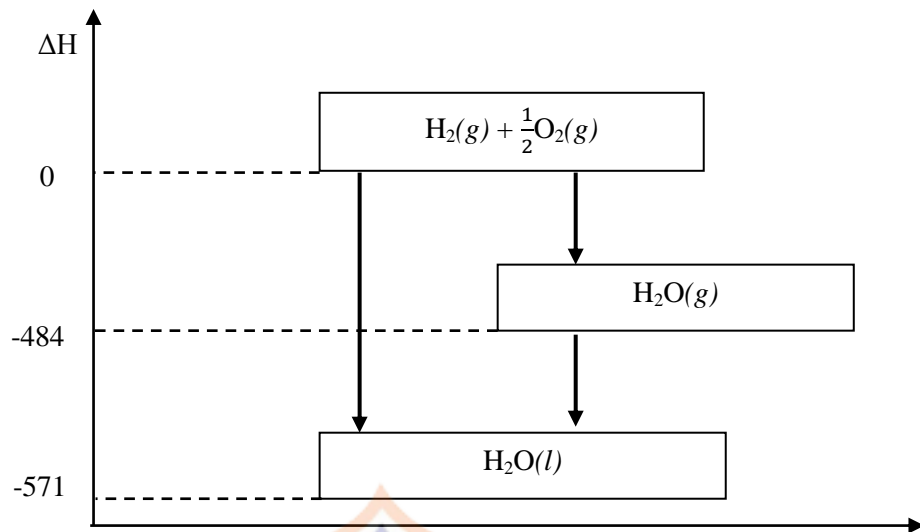 ΔH
H₂(g) + ½O₂(g)
0
H₂O(g)
-484
H₂O(l)
-571